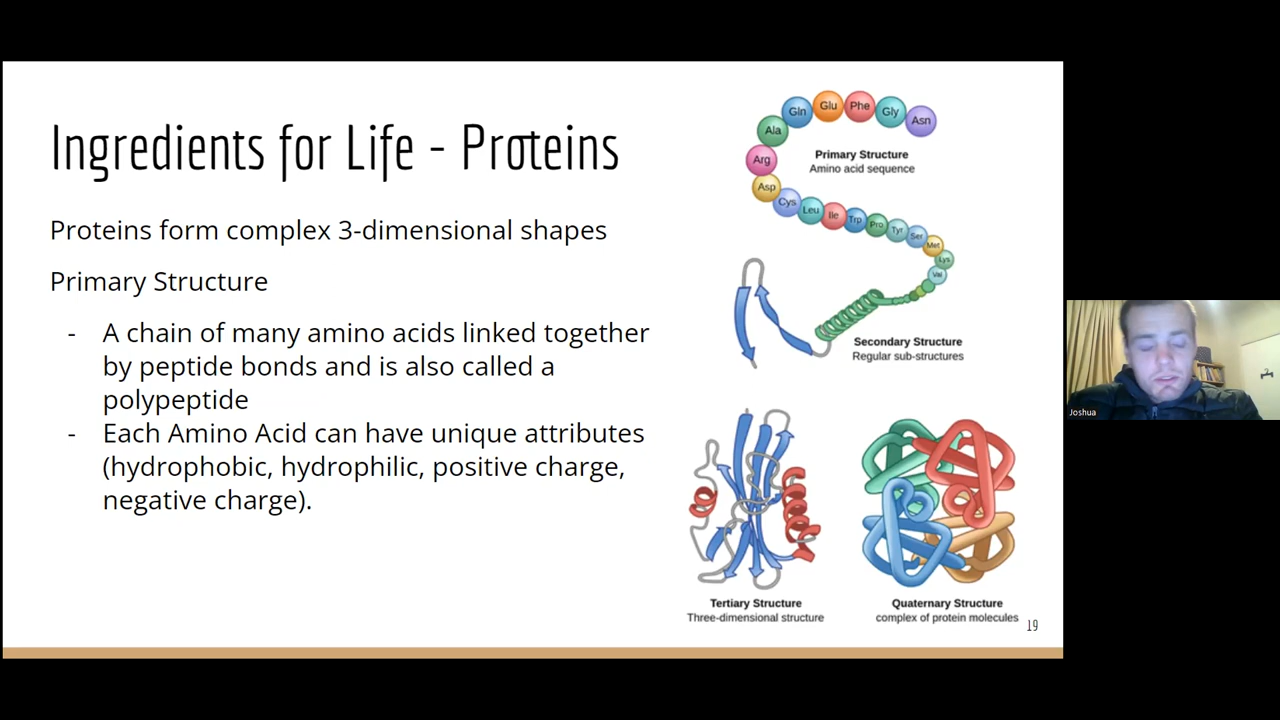 Ingredients for Life - Proteins
Proteins form complex 3-dimensional shapes
Primary Structure
- A chain of many amino acids linked together
by peptide bonds and is also called a
polypeptide
- Each Amino Acid can have unique attributes
(hydrophobic, hydrophilic, positive charge,
negative charge).
Asn
Gly
Phe
Glu
Gln
Ala
Arg
Asp
Cys
Leu
Ile
Trp
Pro
Tyr
Ser
Met
Lys
Val
Primary Structure
Amino acid sequence
Secondary Structure
Regular sub-structures
Tertiary Structure
Three-dimensional structure
Quaternary Structure
complex of protein molecules
19
Joshua